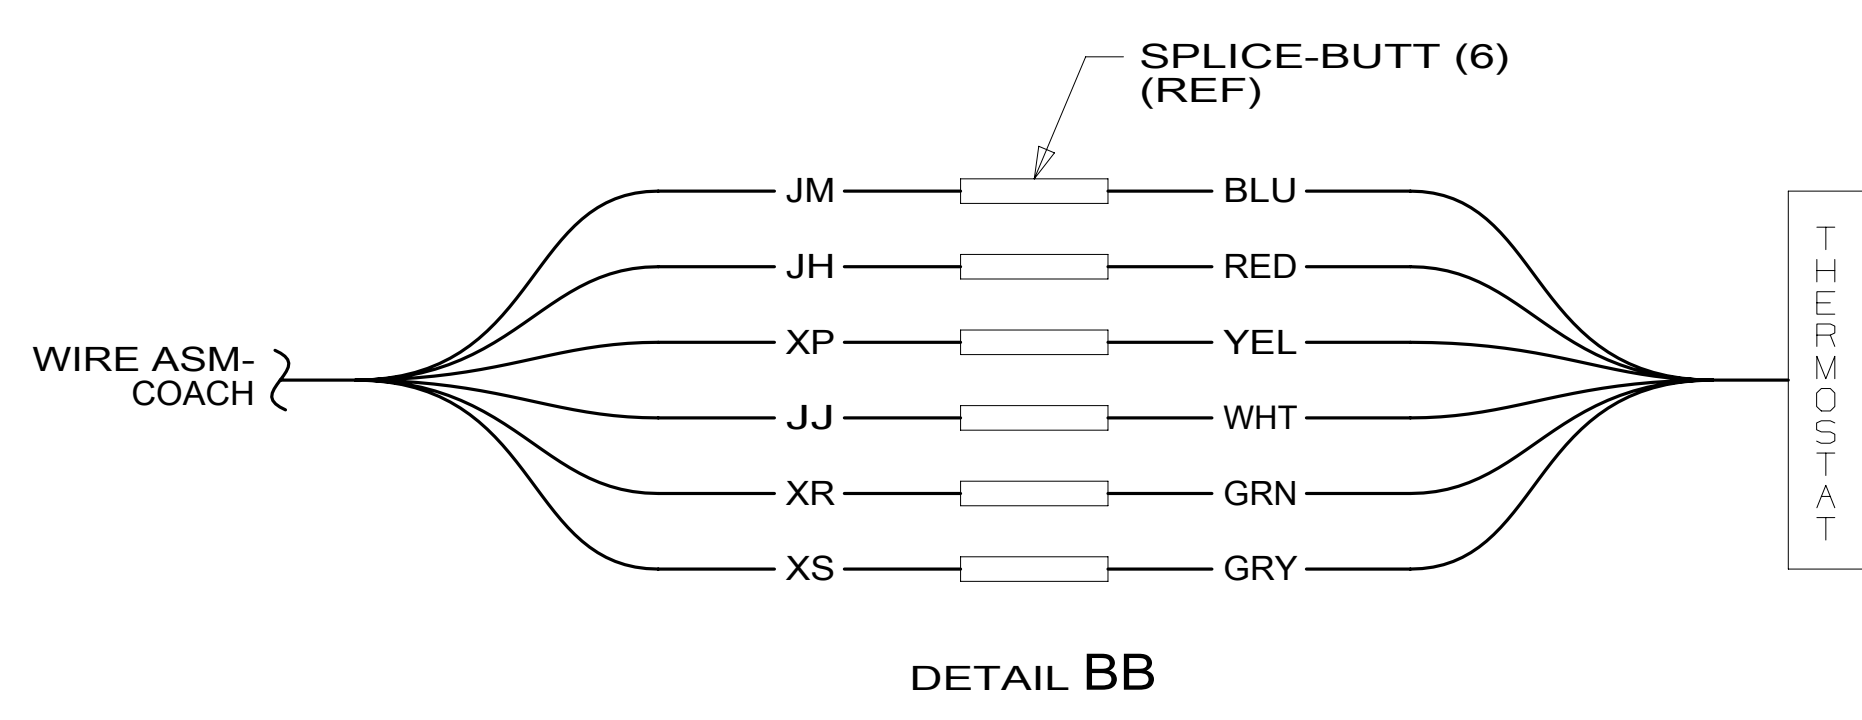 SPLICE-BUTT (6)
(REF)
JM BLU
JH RED
XP YEL
WIRE ASM-
COACH
JJ WHT
XR GRN
XS GRY
THERMOSTAT
DETAIL BB